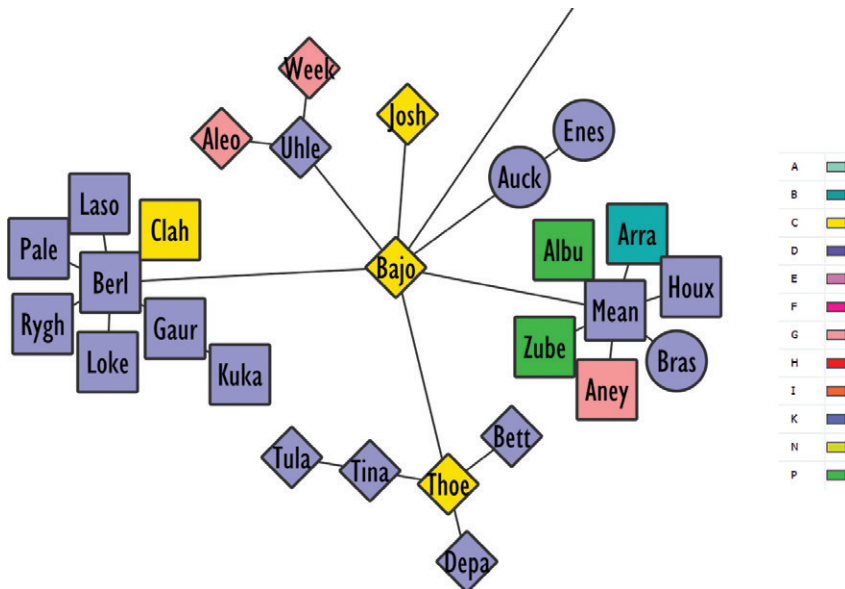 Week
Josh
Aleo
Uhle
Enes
Auck
Laso
Clah
Pale
Berl
Bajo
Albu
Arra
Houx
Mean
Rygh
Gaur
Loke
Kuka
Zube
Bras
Aney
Bett
Tula
Tina
Thoe
Depa
A
B
C
D
E
F
G
H
I
K
N
P